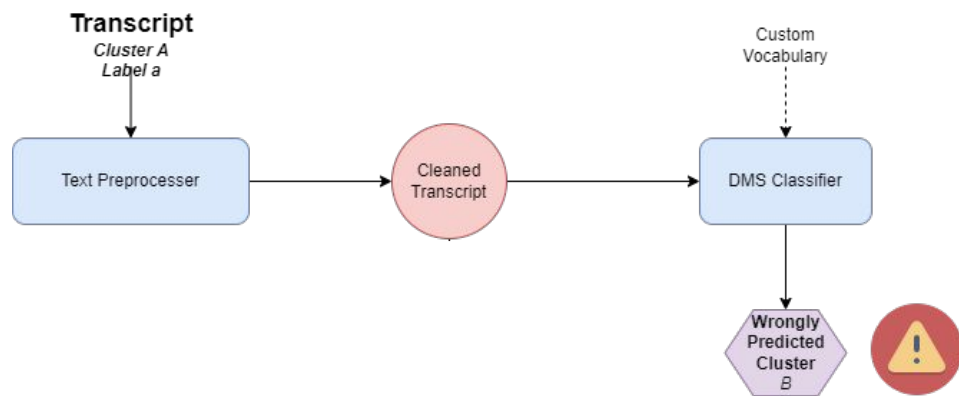 Transcript
Cluster A
Label a
Custom
Vocabulary
Text Preprocesser
Cleaned
Transcript
DMS Classifier
Wrongly
Predicted
Cluster
B